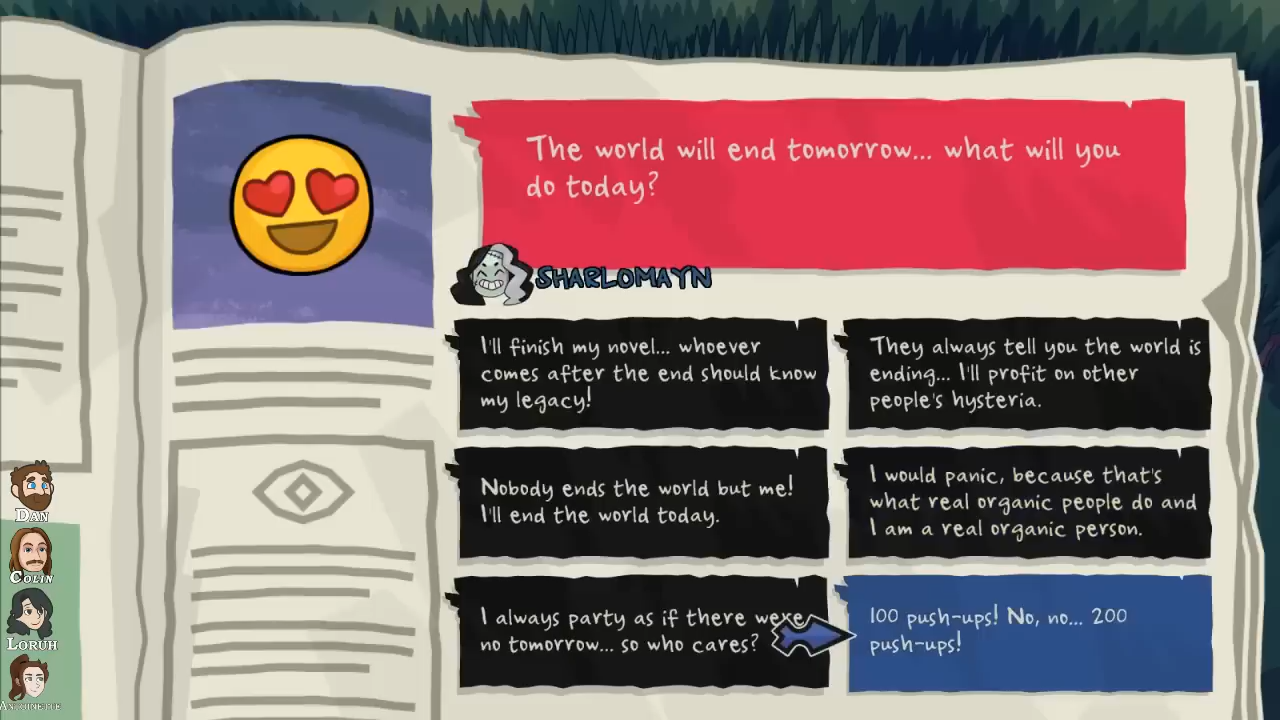 The world will end tomorrow... what will you
do today?
SHARLOMAYN
I'll finish my novel... whoever
comes after the end should know
my legacy!
They always tell you the world is
ending... I'll profit on other
people's hysteria.
Nobody ends the world but me!
I'll end the world today.
I would panic, because that's
what real organic people do and
I am a real organic person.
I always party as if there were
no tomorrow... so who cares?
100 push-ups! No, no... 200
push-ups!
DAN
COLIN
LORUH
ANTOINETTE